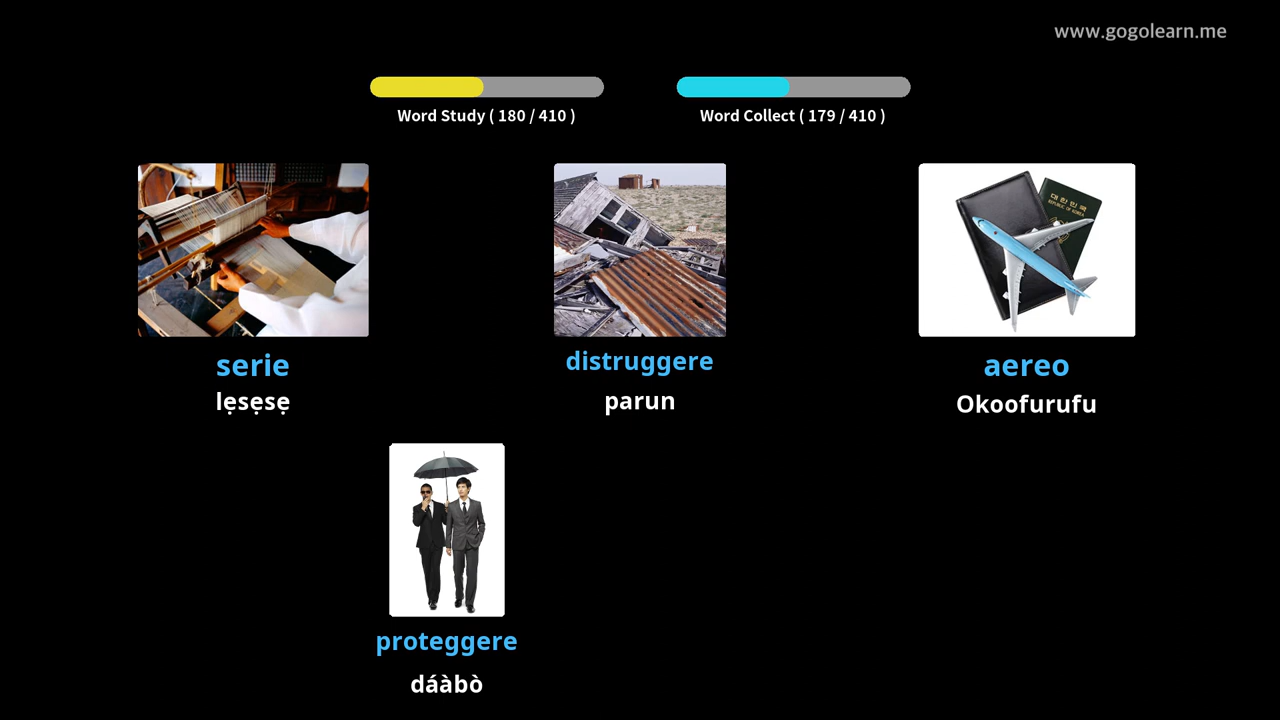 www.gogolearn.me
Word Study ( 180 / 410 )
Word Collect ( 179 / 410 )
serie
lẹsẹsẹ
distruggere
parun
aereo
Okoofurufu
proteggere
dáàbò